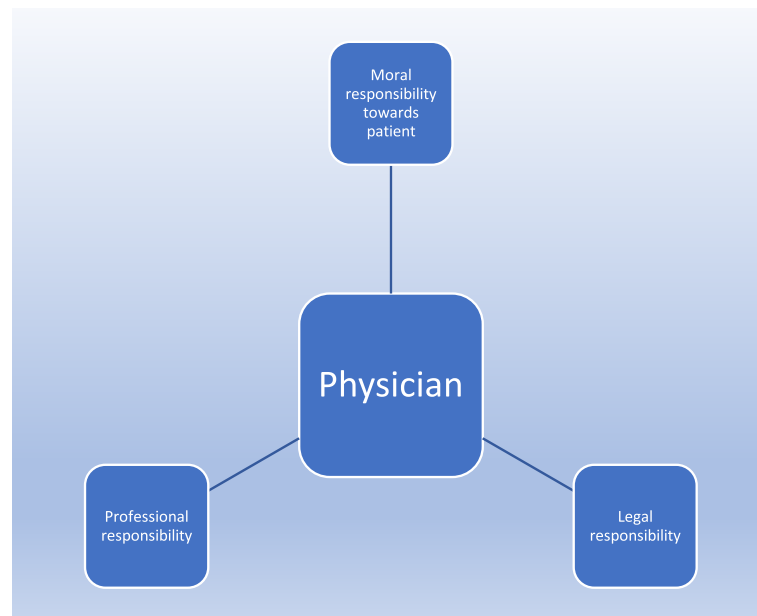 Moral
responsibility
towards
patient
Physician
Professional
responsibility
Legal
responsibility